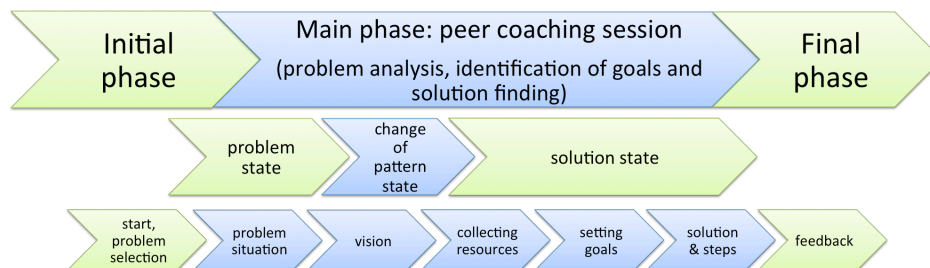 Initial
phase
Main phase: peer coaching session
(problem analysis, identification of goals and
solution finding)
Final
phase
problem
state
change
of
pattern
state
solution state
start,
problem
selection
problem
situation
vision
collecting
resources
setting
goals
solution
& steps
feedback